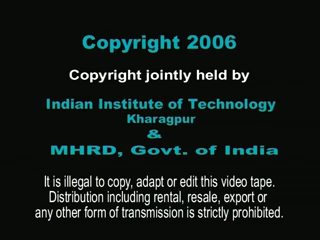 Copyright 2006
Copyright jointly held by
Indian Institute of Technology
Kharagpur
&
MHRD, Govt. of India
It is illegal to copy, adapt or edit this video tape.
Distribution including rental, resale, export or
any other form of transmission is strictly prohibited.